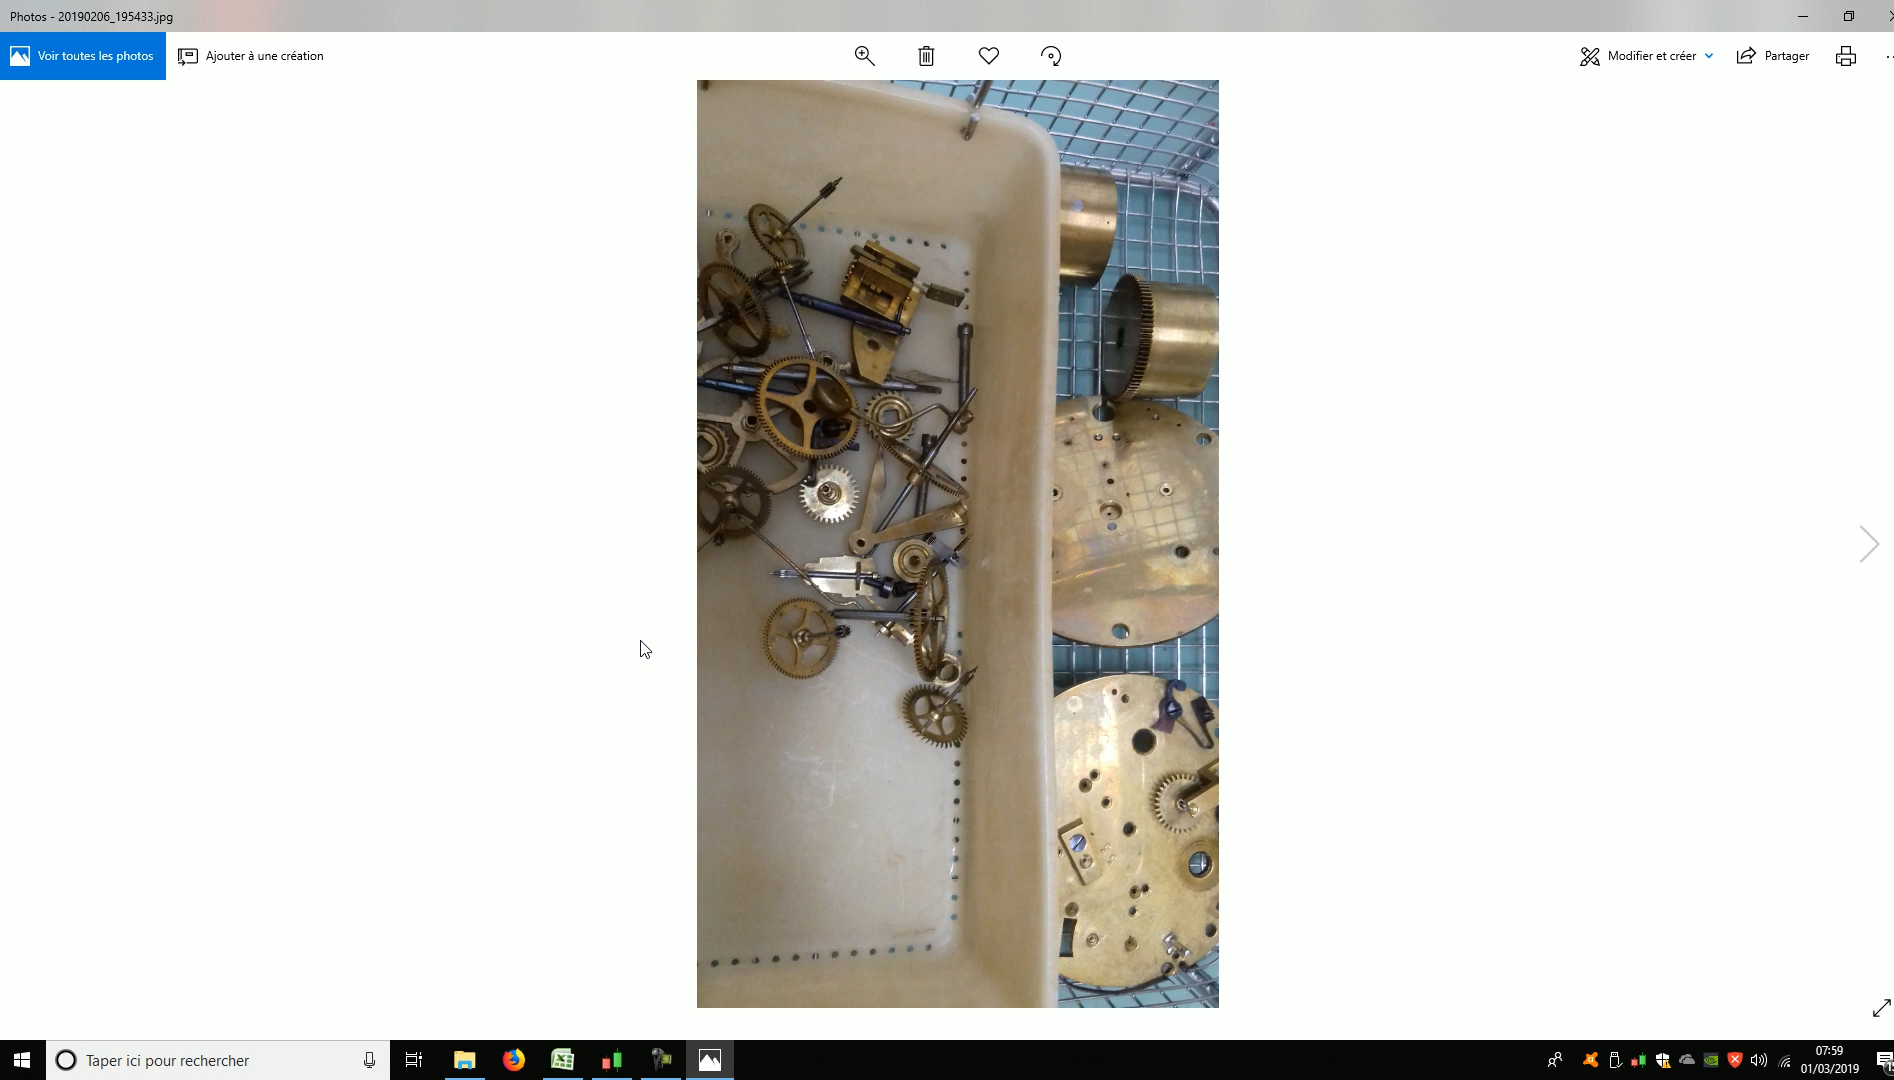 Photos - 20190206_195433.jpg
Voir toutes les photos
Ajouter à une création
Modifier et créer
Partager
Taper ici pour rechercher
07:59
01/03/2019